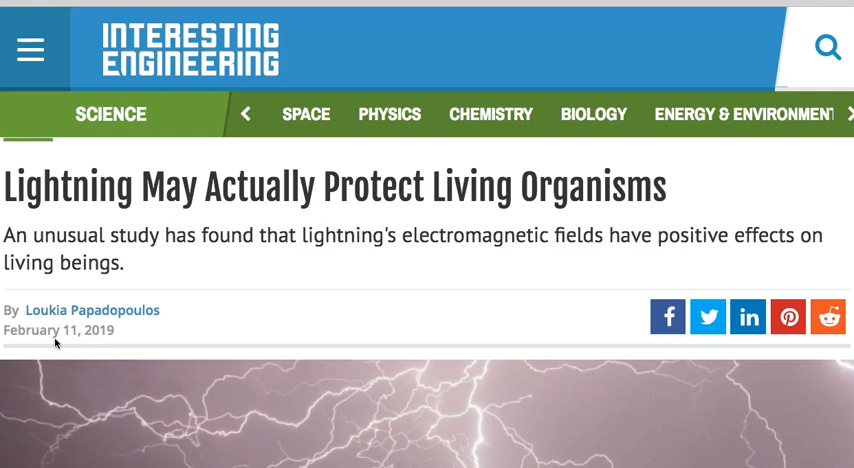 INTERESTING
ENGINEERING
SCIENCE SPACE PHYSICS CHEMISTRY BIOLOGY ENERGY & ENVIRONMENT
Lightning May Actually Protect Living Organisms
An unusual study has found that lightning's electromagnetic fields have positive effects on
living beings.
By Loukia Papadopoulos
February 11, 2019